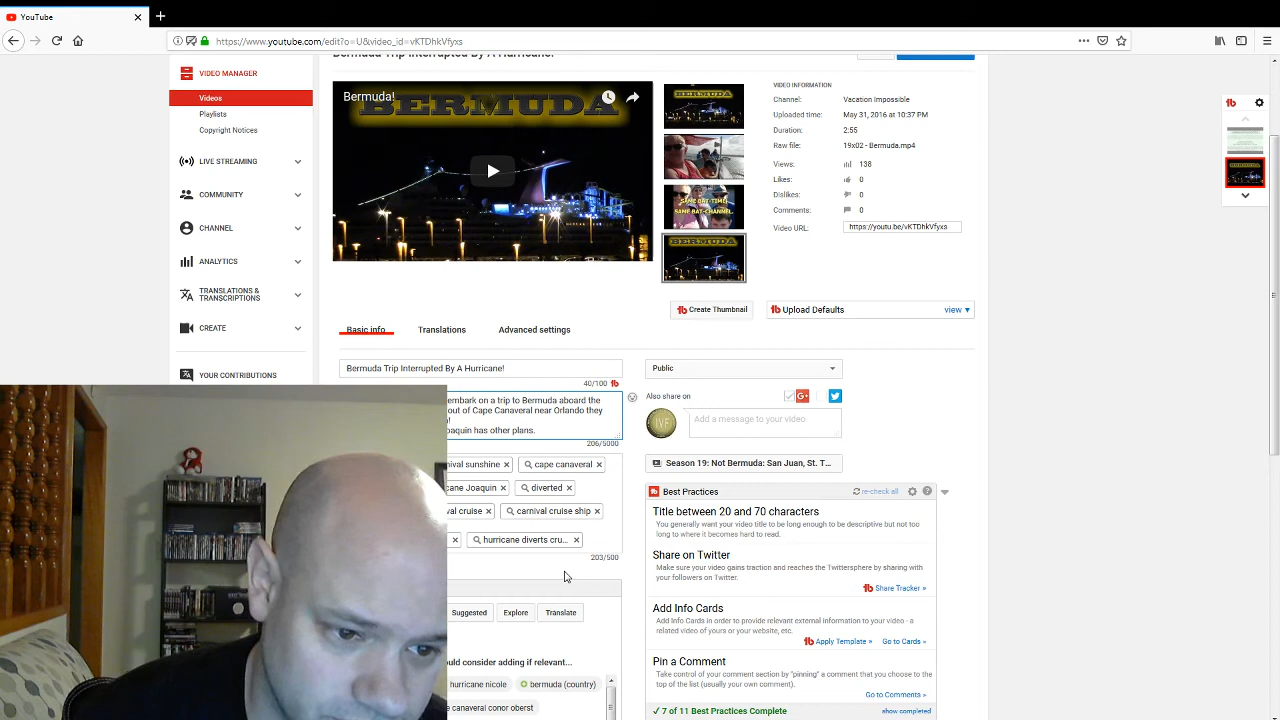 YouTube
https://www.youtube.com/edit?o=U&video_id=vKTDhkVfyxs
Bermuda Trip Interrupted By A Hurricane!
VIDEO MANAGER
Videos
Playlists
Copyright Notices
LIVE STREAMING
COMMUNITY
CHANNEL
ANALYTICS
TRANSLATIONS &
TRANSCRIPTIONS
CREATE
YOUR CONTRIBUTIONS
Bermuda!
BERMUDA
BERMUDA
SAME BAT-TIME!
SAME BAT-CHANNEL.
BERMUDA
VIDEO INFORMATION
Channel: Vacation Impossible
Uploaded time: May 31, 2016 at 10:37 PM
Duration: 2:55
Raw file: 19x02 - Bermuda.mp4
Views: 138
Likes: 0
Dislikes: 0
Comments: 0
Video URL: https://youtu.be/vKTDhkVfyxs
Create Thumbnail
Upload Defaults view
Basic info
Translations
Advanced settings
Bermuda Trip Interrupted By A Hurricane!
40/100
embark on a trip to Bermuda aboard the
out of Cape Canaveral near Orlando they
oaquin has other plans.
206/5000
nival sunshine
cape canaveral
cane Joaquin
diverted
val cruise
carnival cruise ship
hurricane diverts cru...
203/500
Suggested
Explore
Translate
uld consider adding if relevant...
hurricane nicole
bermuda (country)
e canaveral conor oberst
Public
Also share on
IVF
Add a message to your video
Season 19: Not Bermuda: San Juan, St. T...
Best Practices
re-check all
Title between 20 and 70 characters
You generally want your video title to be long enough to be descriptive but not too
long to where it becomes hard to read.
Share on Twitter
Make sure your video gains traction and reaches the Twittersphere by sharing with
your followers on Twitter.
Share Tracker »
Add Info Cards
Add Info Cards in order to provide relevant external information to your video - a
related video of yours or your website, etc.
Apply Template »
Go to Cards »
Pin a Comment
Take control of your comment section by "pinning" a comment that you choose to
the top of the list (usually your own comment).
Go to Comments »
7 of 11 Best Practices Complete
show completed